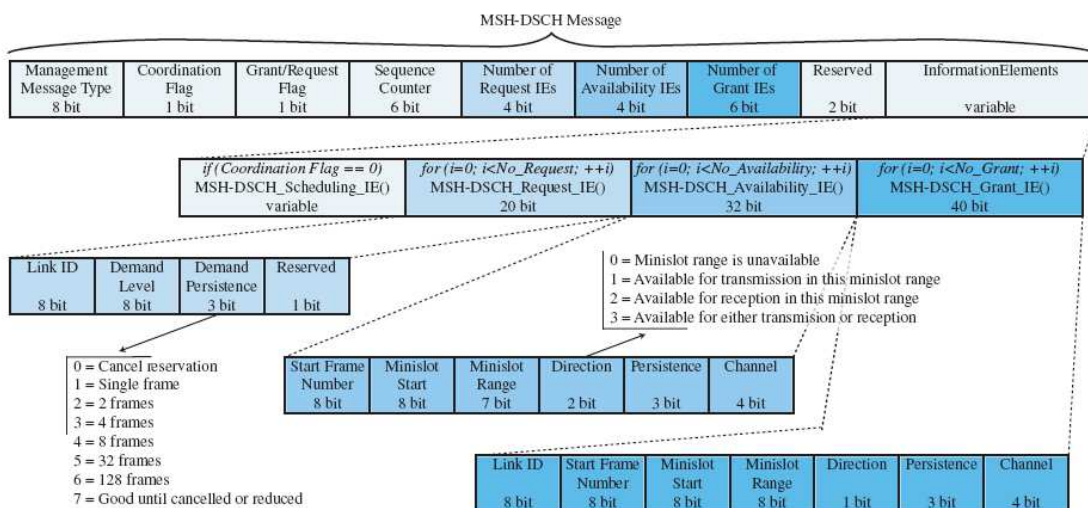 MSH-DSCH Message
Management Message Type 8 bit
Coordination Flag 1 bit
Grant/Request Flag 1 bit
Sequence Counter 6 bit
Number of Request IEs 4 bit
Number of Availability IEs 4 bit
Number of Grant IEs 6 bit
Reserved 2 bit
InformationElements variable
if (Coordination Flag == 0)
MSH-DSCH_Scheduling_IE()
variable
for (i=0; i<No_Request; ++i)
MSH-DSCH_Request_IE()
20 bit
for (i=0; i<No_Availability; ++i)
MSH-DSCH_Availability_IE()
32 bit
for (i=0; i<No_Grant; ++i)
MSH-DSCH_Grant_IE()
40 bit
Link ID 8 bit
Demand Level 8 bit
Demand Persistence 3 bit
Reserved 1 bit
0 = Minislot range is unavailable
1 = Available for transmission in this minislot range
2 = Available for reception in this minislot range
3 = Available for either transmision or reception
0 = Cancel reservation
1 = Single frame
2 = 2 frames
3 = 4 frames
4 = 8 frames
5 = 32 frames
6 = 128 frames
7 = Good until cancelled or reduced
Start Frame Number 8 bit
Minislot Start 8 bit
Minislot Range 7 bit
Direction 2 bit
Persistence 3 bit
Channel 4 bit
Link ID 8 bit
Start Frame Number 8 bit
Minislot Start 8 bit
Minislot Range 8 bit
Direction 1 bit
Persistence 3 bit
Channel 4 bit